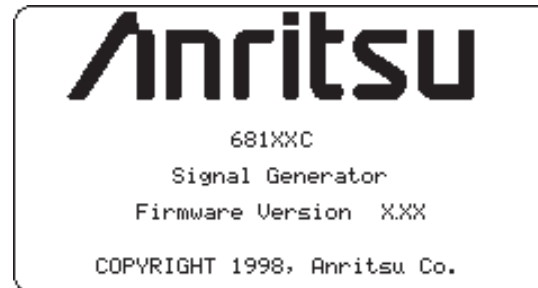 Anritsu
681XXC
Signal Generator
Firmware Version X.XX
COPYRIGHT 1998, Anritsu Co.